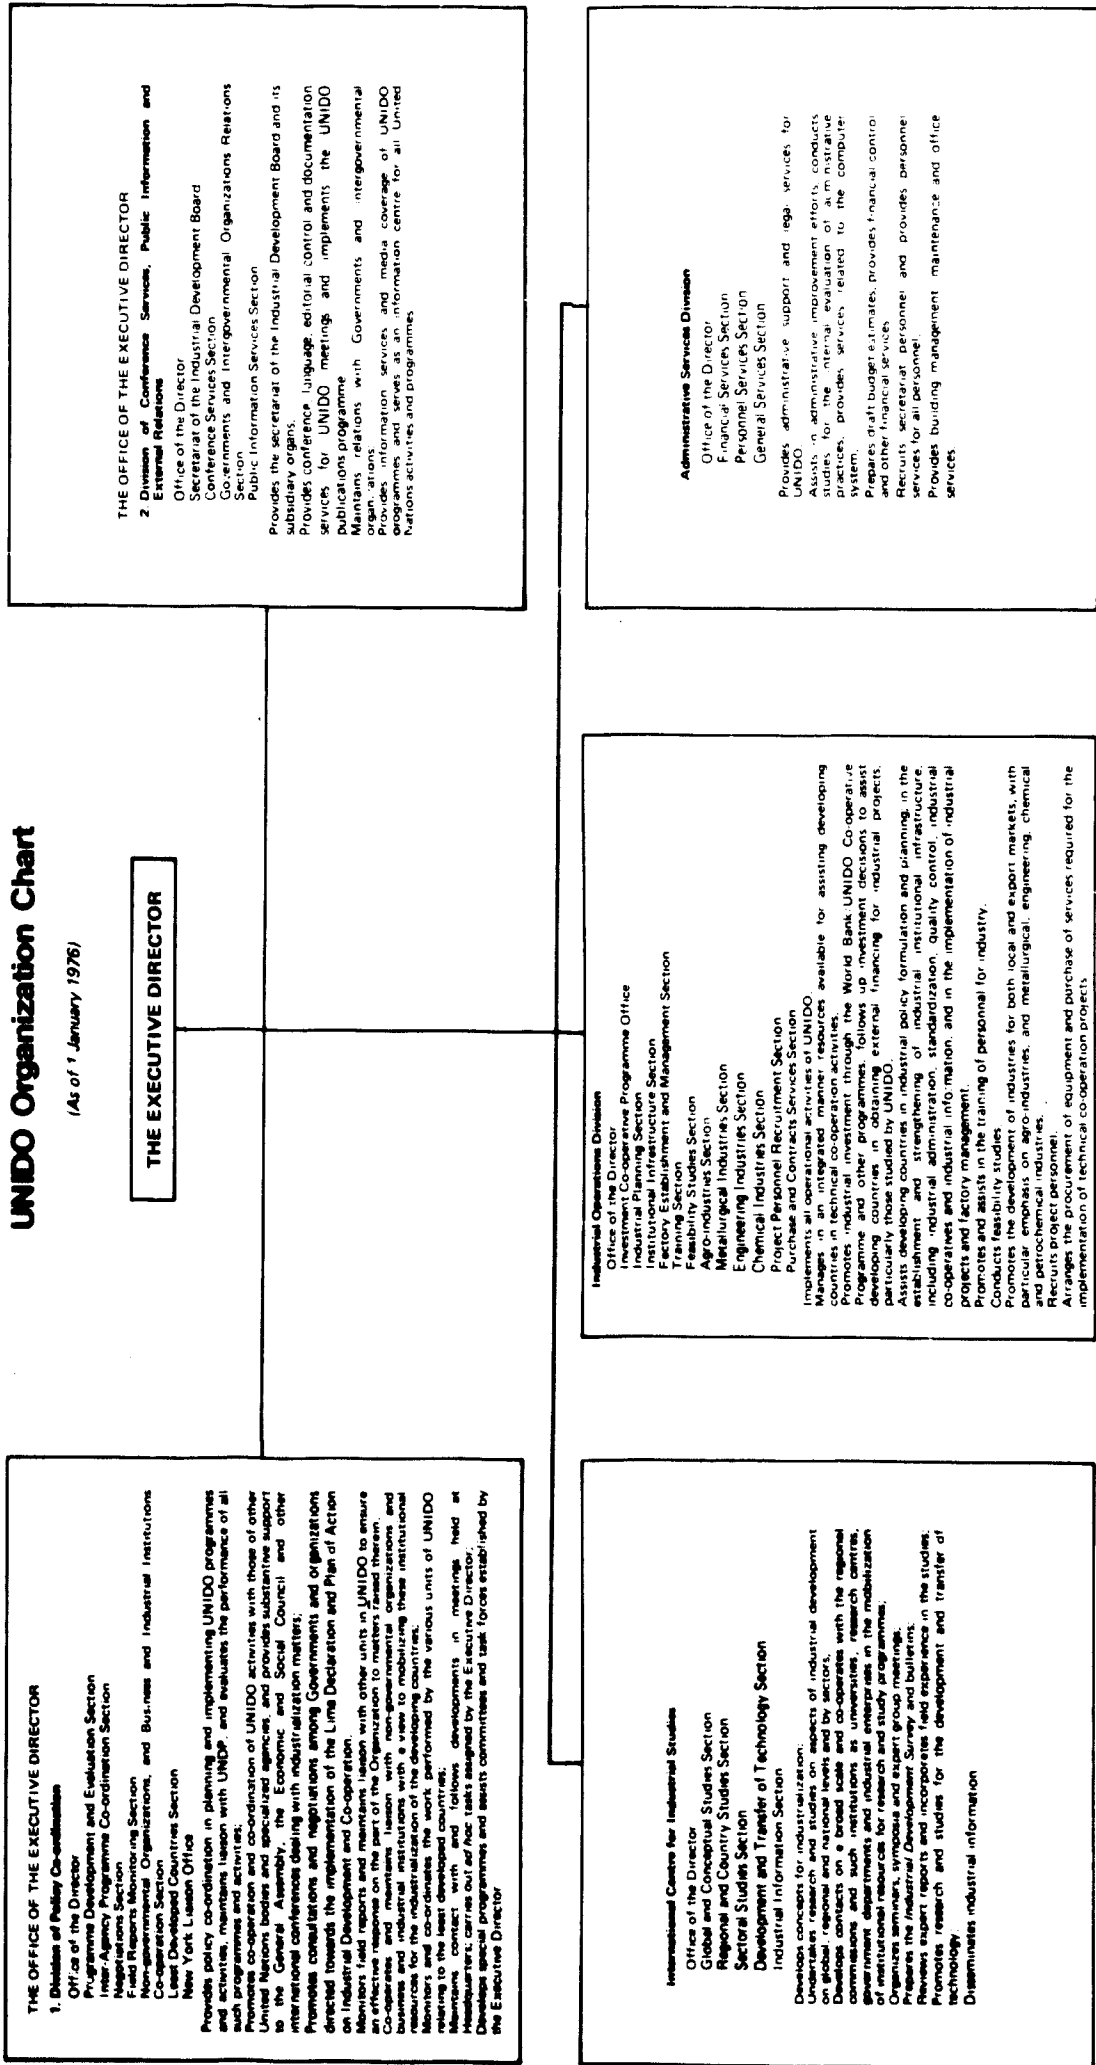 UNIDO Organization Chart
(As of 1 January 1976)
THE EXECUTIVE DIRECTOR
THE OFFICE OF THE EXECUTIVE DIRECTOR
1. Division of Policy Co-ordination
Office of the Director
Programme Development and Evaluation Section
Inter-Agency Programme Co-ordination Section
Negotiations Section
Field Reports Monitoring Section
Non-governmental Organizations, and Business and Industrial Institutions
Co-operation Section
Least Developed Countries Section
New York Liaison Office
Provides policy co-ordination in planning and implementing UNIDO programmes
and activities, maintains liaison with UNDP, and evaluates the performance of all
such programmes and activities;
Promotes co-operation and co-ordination of UNIDO activities with those of other
United Nations bodies and specialized agencies, and provides substantive support
to the General Assembly, the Economic and Social Council and other
international conferences dealing with industrialization matters;
Promotes consultations and negotiations among Governments and organizations
directed towards the implementation of the Lima Declaration and Plan of Action
on Industrial Development and Co-operation.
Monitors field reports and maintains liaison with other units in UNIDO to ensure
an effective response on the part of the Organization to matters raised therein.
Co-operates and maintains liaison with non-governmental organizations and
business and industrial institutions with a view to mobilizing these institutional
resources for the industrialization of the developing countries;
Monitors and co-ordinates the work performed by the various units of UNIDO
relating to the least developed countries;
Maintains contact with and follows developments in meetings held at
Headquarters; carries out ad hoc tasks assigned by the Executive Director;
Develops special programmes and assists committees and task forces established by
the Executive Director
THE OFFICE OF THE EXECUTIVE DIRECTOR
2. Division of Conference Services, Public Information and
External Relations
Office of the Director
Secretariat of the Industrial Development Board
Conference Services Section
Governments and Intergovernmental Organizations Relations
Section
Public Information Services Section
Provides the secretariat of the Industrial Development Board and its
subsidiary organs.
Provides conference, language, editorial control and documentation
services for UNIDO meetings and implements the UNIDO
publications programme
Maintains relations with Governments and intergovernmental
organizations;
Provides information services and media coverage of UNIDO
programmes and serves as an information centre for all United
Nations activities and programmes
International Centre for Industrial Studies
Office of the Director
Global and Conceptual Studies Section
Regional and Country Studies Section
Sectoral Studies Section
Development and Transfer of Technology Section
Industrial Information Section
Develops concepts for industrialization;
Undertakes research and studies on aspects of industrial development
on global, regional and national levels and by sectors,
Develops contacts on a broad scale and co-operates with the regional
commissions and such institutions as universities, research centres,
government departments and industrial enterprises in the mobilization
of institutional resources for research and study programmes;
Organizes seminars, symposia and expert group meetings;
Prepares the Industrial Development Survey and bulletins;
Reviews expert reports and incorporates field experience in the studies;
Promotes research and studies for the development and transfer of
technology.
Disseminates industrial information
Industrial Operations Division
Office of the Director
Investment Co-operative Programme Office
Industrial Planning Section
Institutional Infrastructure Section
Factory Establishment and Management Section
Training Section
Feasibility Studies Section
Agro-industries Section
Metallurgical Industries Section
Engineering Industries Section
Chemical Industries Section
Project Personnel Recruitment Section
Purchase and Contracts Services Section
Implements all operational activities of UNIDO.
Manages in an integrated manner resources available for assisting developing
countries in technical co-operation activities.
Promotes industrial investment through the World Bank/UNIDO Co-operative
Programme and other programmes, follows up investment decisions to assist
developing countries in obtaining external financing for industrial projects,
particularly those studied by UNIDO.
Assists developing countries in industrial policy formulation and planning, in the
establishment and strengthening of industrial institutional infrastructure,
including industrial administration, standardization, quality control, industrial
co-operatives and industrial information, and in the implementation of industrial
projects and factory management.
Promotes and assists in the training of personnal for industry.
Conducts feasibility studies
Promotes the development of industries for both local and export markets, with
particular emphasis on agro-industries, and metallurgical, engineering, chemical
and petrochemical industries.
Recruits project personnel.
Arranges the procurement of equipment and purchase of services required for the
implementation of technical co-operation projects
Administrative Services Division
Office of the Director
Financial Services Section
Personnel Services Section
General Services Section
Provides administrative support and legal services for
UNIDO
Assists in administrative improvement efforts, conducts
studies for the internal evaluation of administrative
practices, provides services related to the computer
system.
Prepares draft budget estimates, provides financial control
and other financial services
Recruits secretariat personnel and provides personnel
services for all personnel.
Provides building management maintenance and office
services.